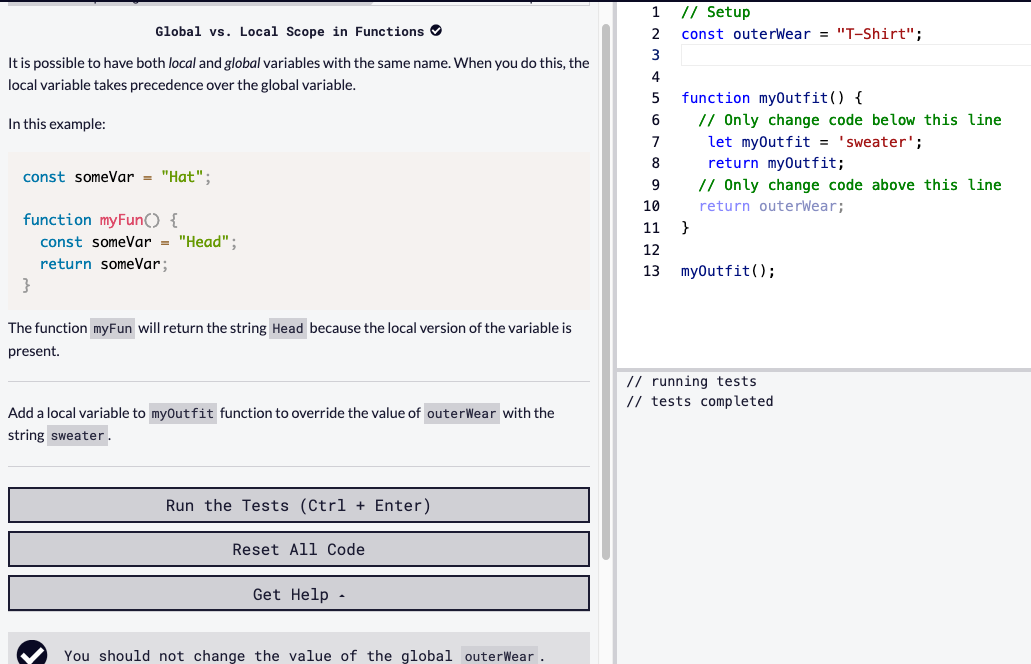 Global vs. Local Scope in Functions
It is possible to have both local and global variables with the same name. When you do this, the
local variable takes precedence over the global variable.
In this example:
const someVar = "Hat";
function myFun() {
const someVar = "Head";
return someVar;
}
The function myFun will return the string Head because the local version of the variable is
present.
Add a local variable to myOutfit function to override the value of outerWear with the
string sweater.
Run the Tests (Ctrl + Enter)
Reset All Code
Get Help
You should not change the value of the global outerWear.
1 // Setup
2 const outerWear = "T-Shirt";
3
4
5 function myOutfit() {
6 // Only change code below this line
7 let myOutfit = 'sweater';
8 return myOutfit;
9 // Only change code above this line
10 return outerWear;
11 }
12
13 myOutfit();
// running tests
// tests completed